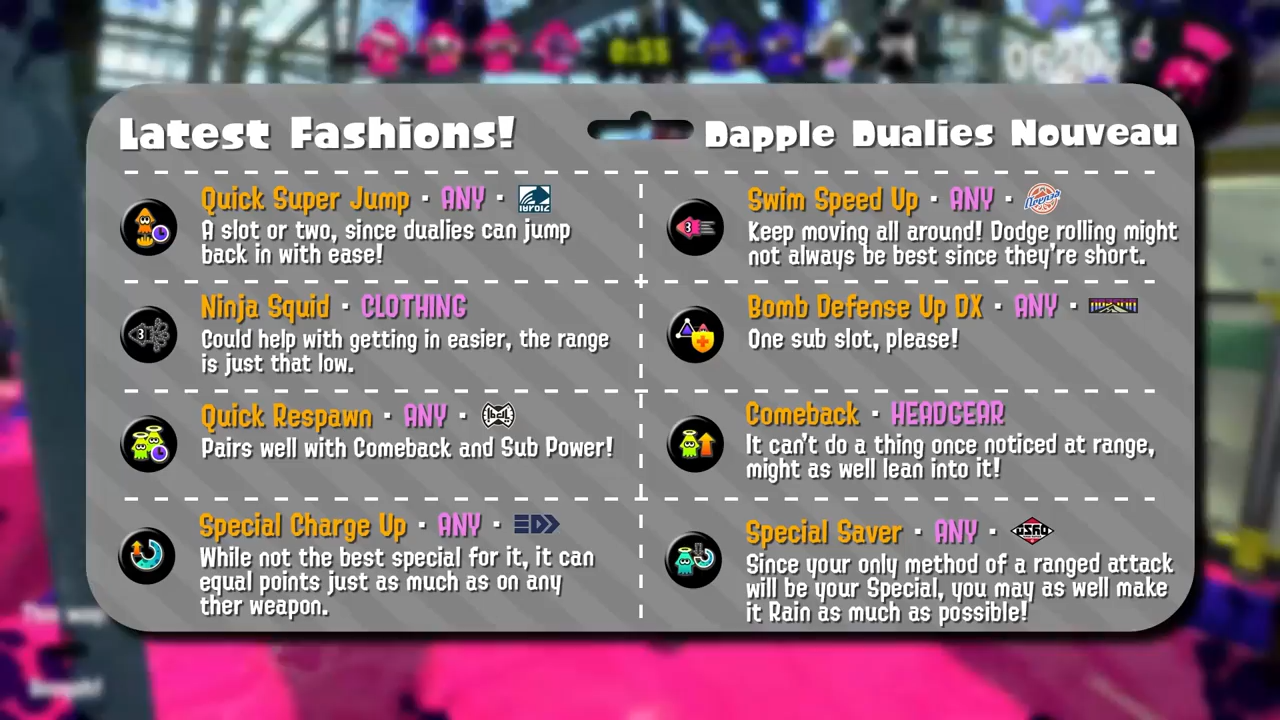 0:55
Latest Fashions!
Dapple Dualies Nouveau
Quick Super Jump · ANY ·
A slot or two, since dualies can jump
back in with ease!
Ninja Squid · CLOTHING
Could help with getting in easier, the range
is just that low.
Quick Respawn · ANY ·
Pairs well with Comeback and Sub Power!
Special Charge Up · ANY ·
While not the best special for it, it can
equal points just as much as on any
ther weapon.
Swim Speed Up · ANY ·
Keep moving all around! Dodge rolling might
not always be best since they're short.
Bomb Defense Up DX · ANY ·
One sub slot, please!
Comeback · HEADGEAR
It can't do a thing once noticed at range,
might as well lean into it!
Special Saver · ANY ·
Since your only method of a ranged attack
will be your Special, you may as well make
it Rain as much as possible!